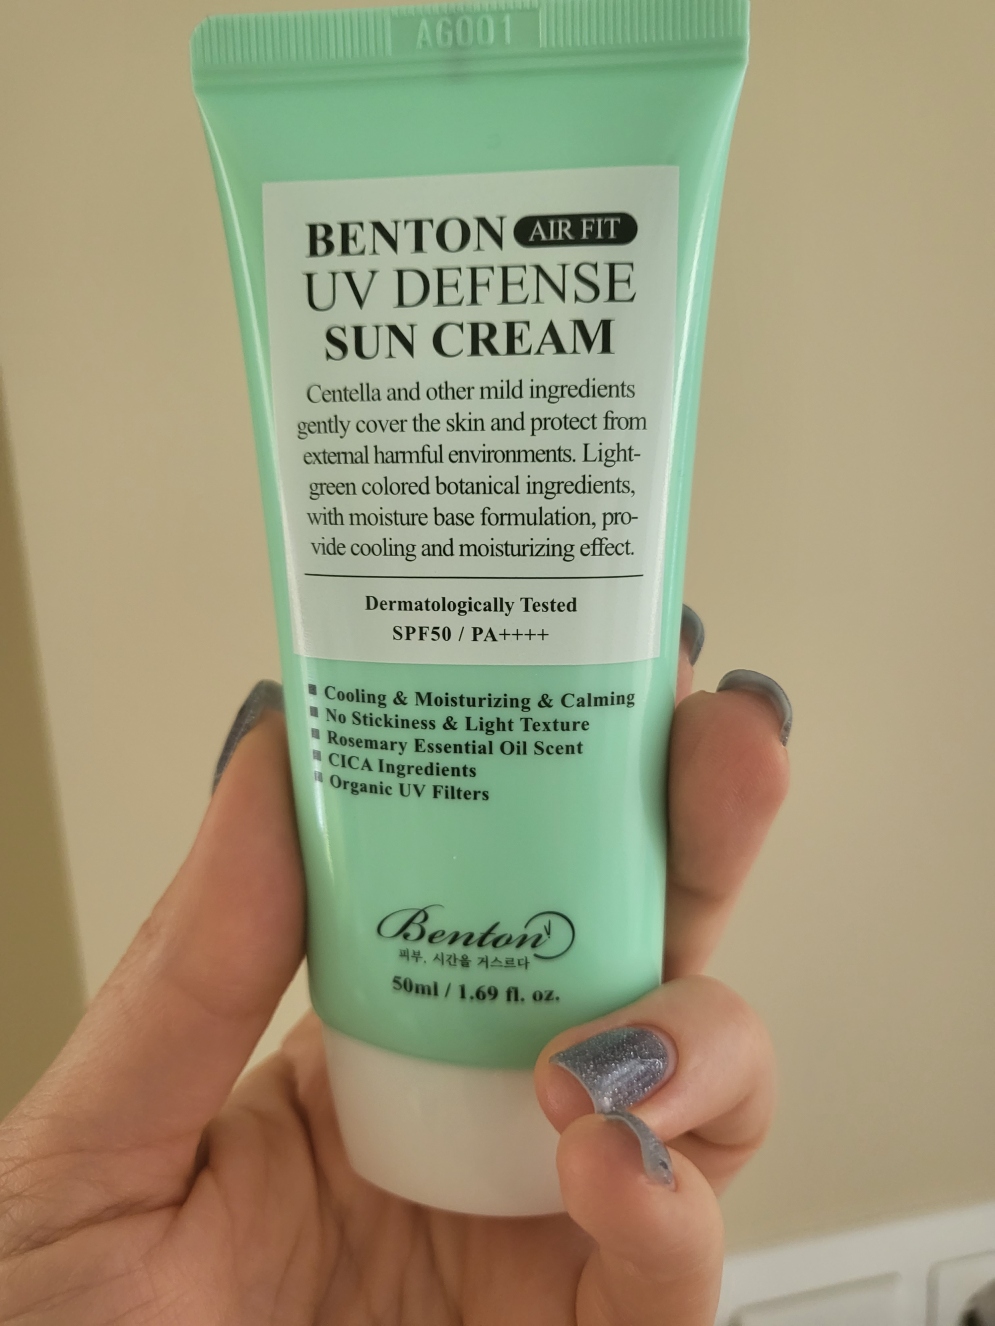 AG001
BENTON AIR FIT
UV DEFENSE
SUN CREAM
Centella and other mild ingredients
gently cover the skin and protect from
external harmful environments. Light-
green colored botanical ingredients,
with moisture base formulation, pro-
vide cooling and moisturizing effect.
Dermatologically Tested
SPF50 / PA++++
Cooling & Moisturizing & Calming
No Stickiness & Light Texture
Rosemary Essential Oil Scent
CICA Ingredients
Organic UV Filters
Benton
피부, 시간을 거스르다
50ml / 1.69 fl. oz.